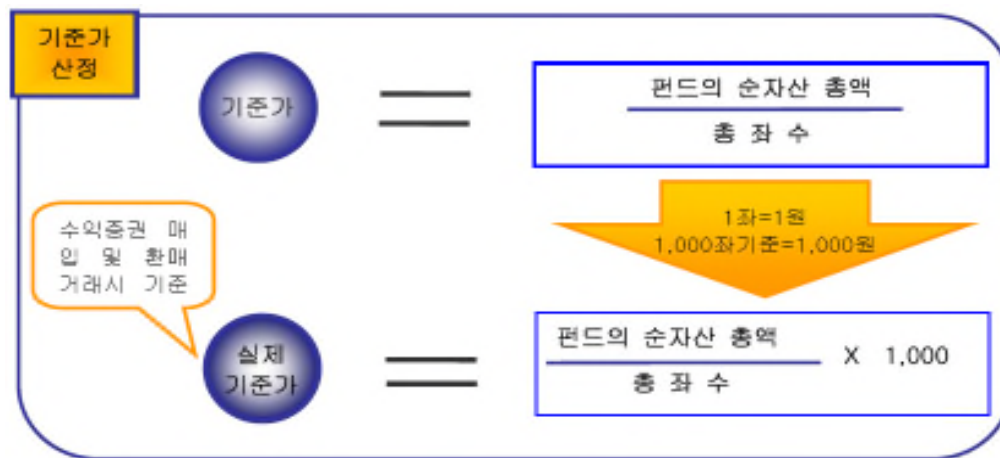 기준가
산정
기준가
펀드의 순자산 총액
총 좌 수
1좌=1원
1,000좌기준=1,000원
수익증권 매
입 및 환매
거래시 기준
실제
기준가
펀드의 순자산 총액
총 좌 수
X 1,000